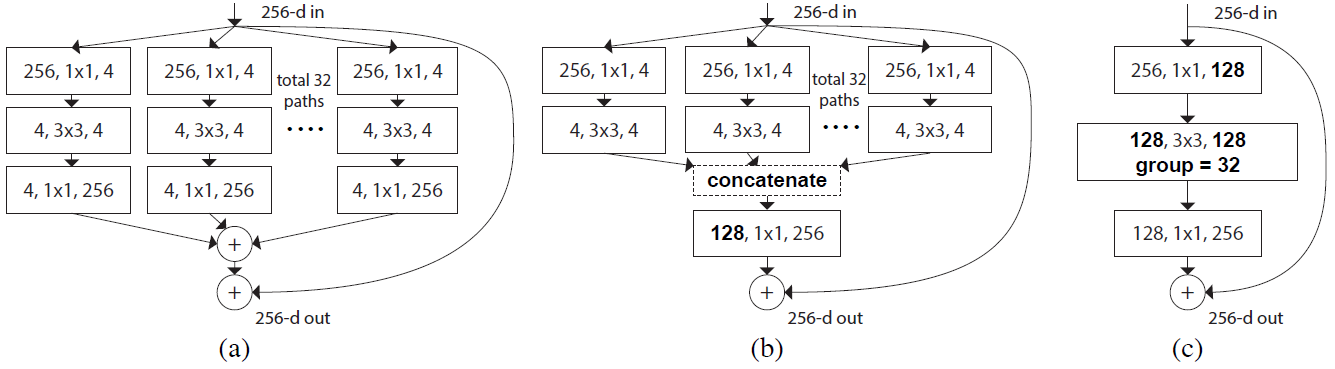 256-d in
256, 1x1, 4
256, 1x1, 4
total 32
paths
256, 1x1, 4
4, 3x3, 4
4, 3x3, 4
....
4, 3x3, 4
4, 1x1, 256
4, 1x1, 256
4, 1x1, 256
+
+
256-d out
(a)
256-d in
256, 1x1, 4
256, 1x1, 4
total 32
paths
256, 1x1, 4
4, 3x3, 4
4, 3x3, 4
....
4, 3x3, 4
concatenate
128, 1x1, 256
+
256-d out
(b)
256-d in
256, 1x1, 128
128, 3x3, 128
group = 32
128, 1x1, 256
+
256-d out
(c)